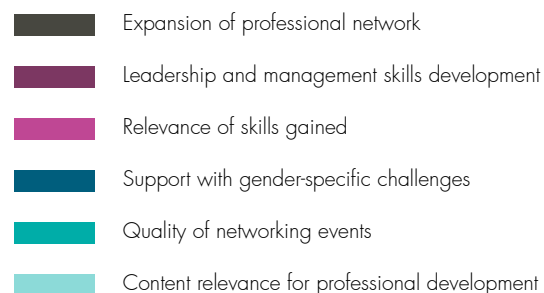 Expansion of professional network
Leadership and management skills development
Relevance of skills gained
Support with gender-specific challenges
Quality of networking events
Content relevance for professional development